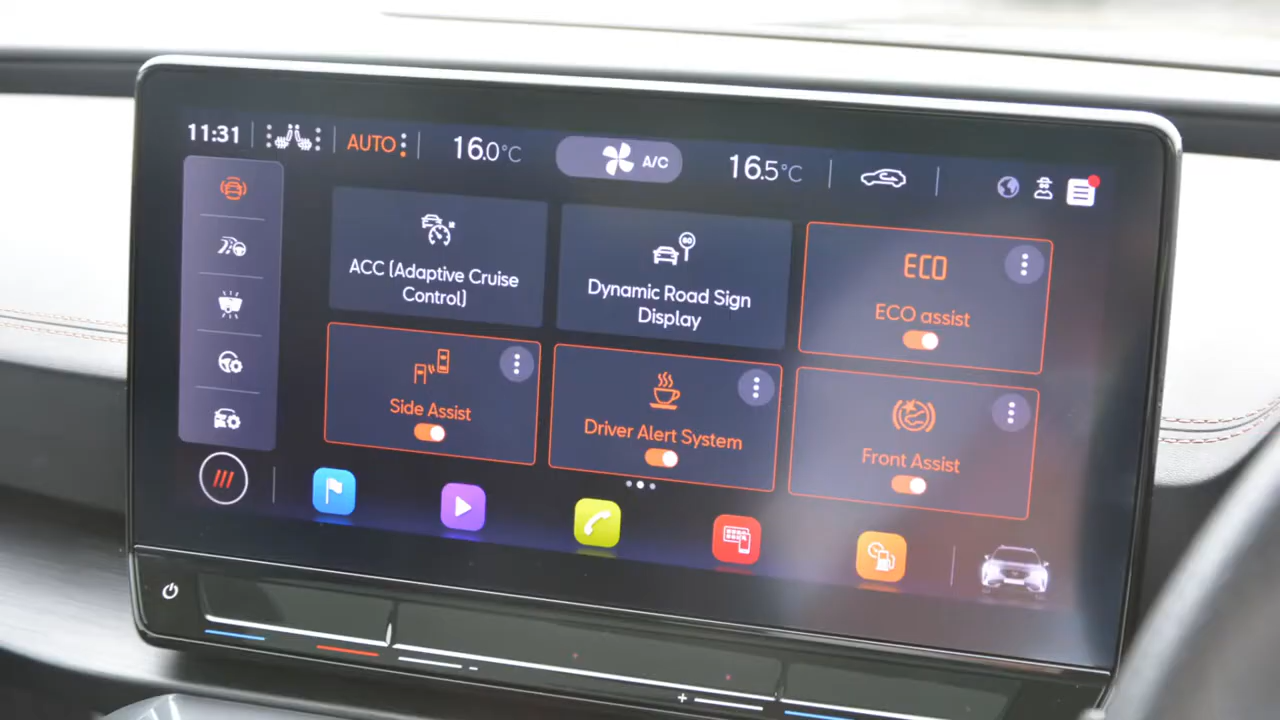 11:31 AUTO 16.0°C A/C 16.5°C
ACC (Adaptive Cruise
Control)
60
Dynamic Road Sign
Display
ECO
ECO assist
Side Assist
Driver Alert System
Front Assist